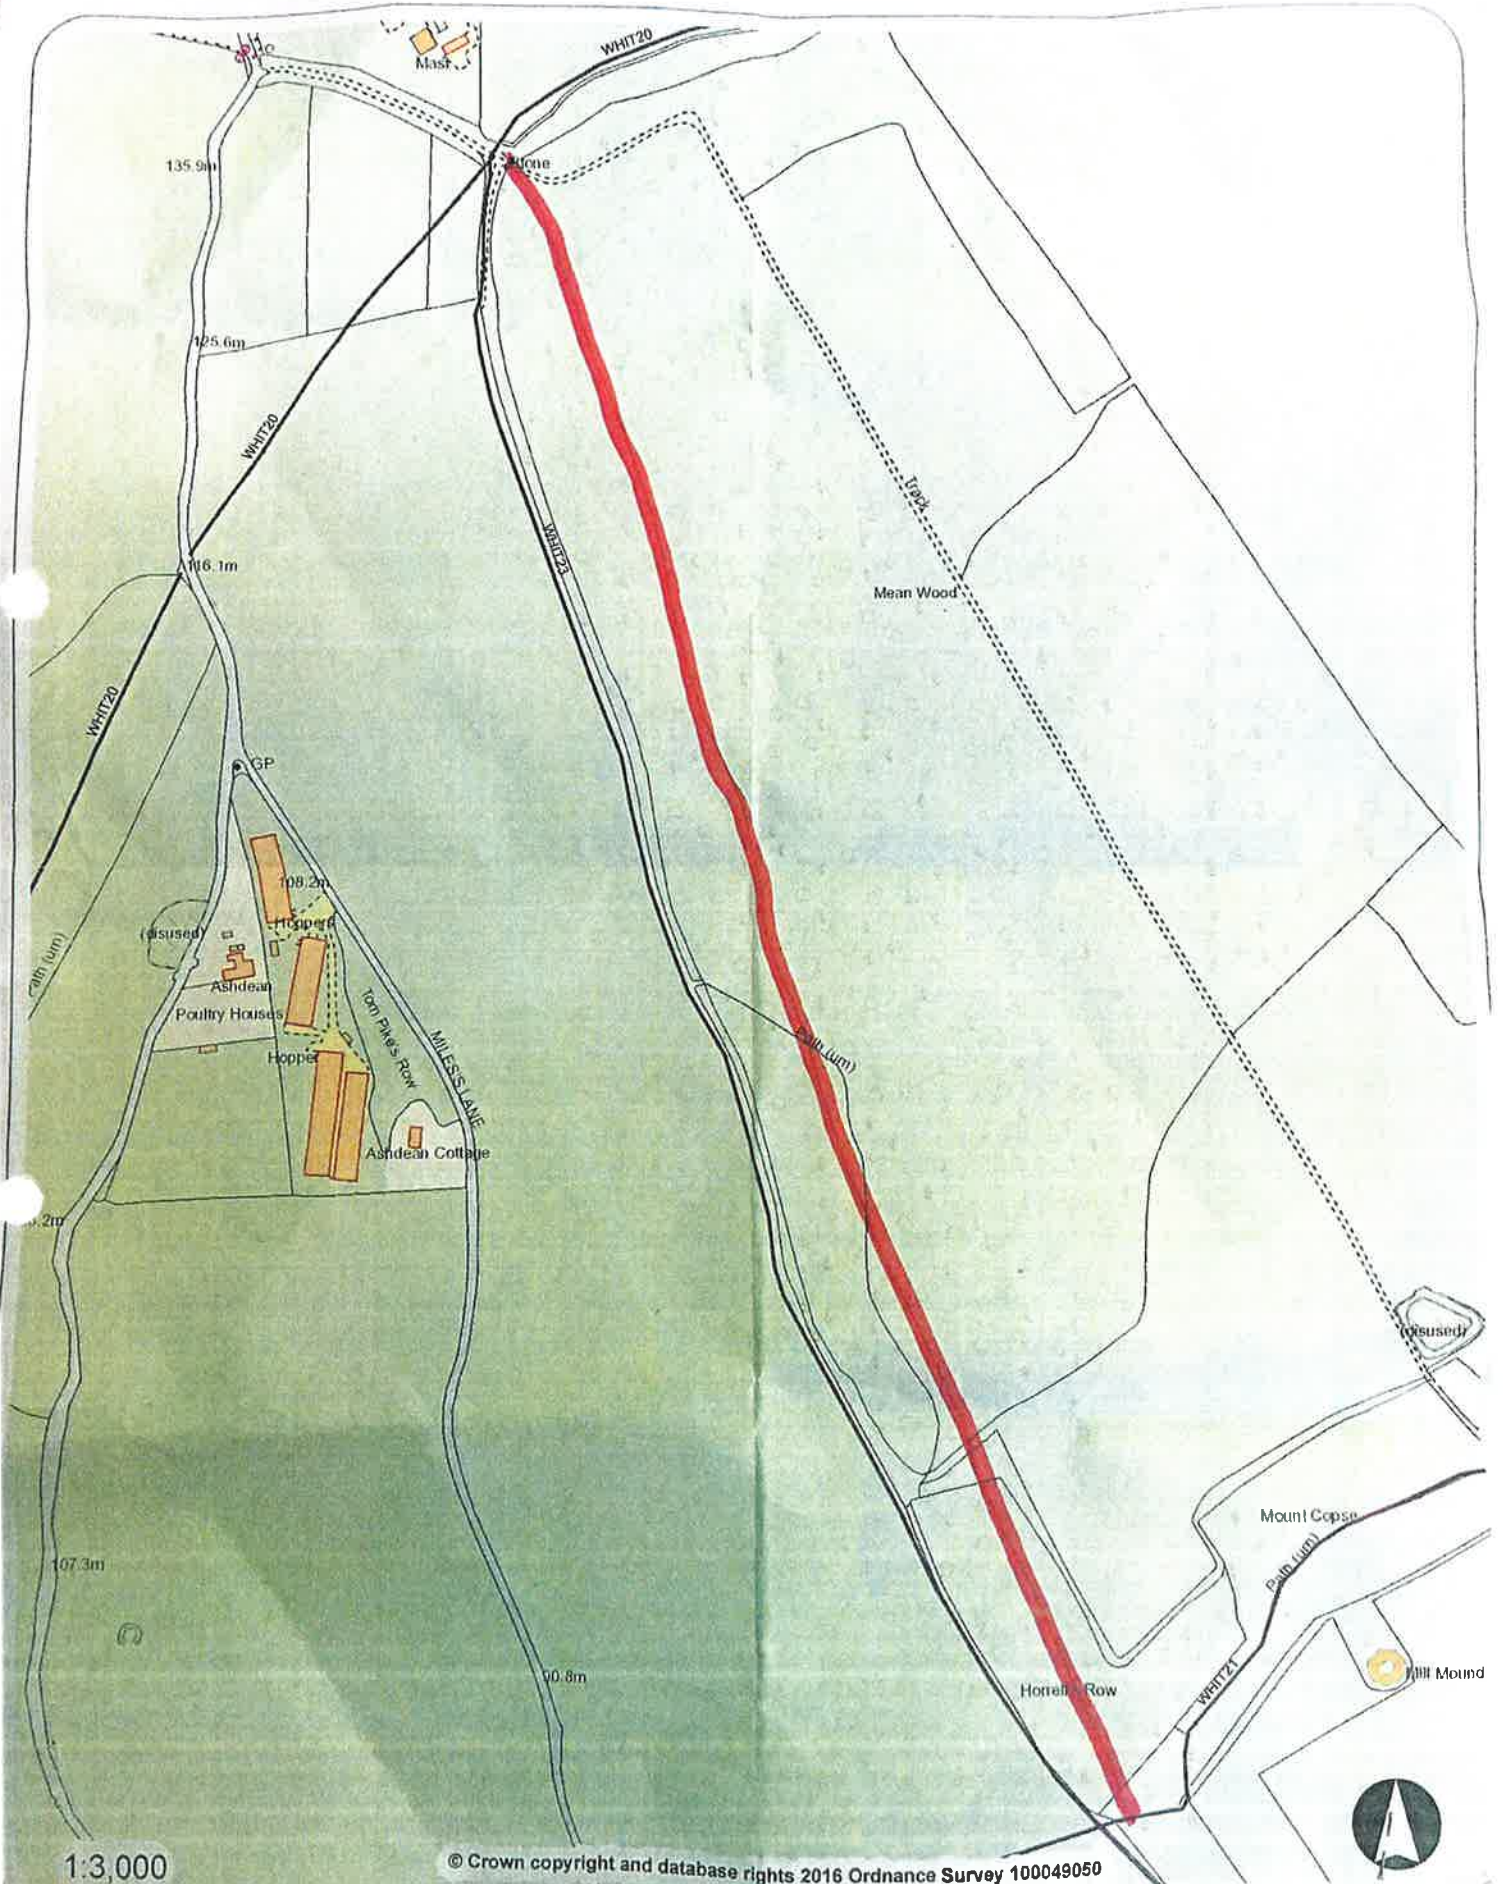 WHIT20
Mast
135.9m
125.6m
WHIT20
WHIT23
Track
116.1m
Mean Wood
WHIT20
GP
108.2m
Hoppers
(disused)
Path (um)
Ashdean
Poultry Houses
Tom Pike's Row
MILES'S LANE
Hopper
Path (um)
Ashdean Cottage
(disused)
Mount Copse
Path (um)
107.3m
90.8m
Mill Mound
WHIT21
Row
1:3,000
© Crown copyright and database rights 2016 Ordnance Survey 100049050